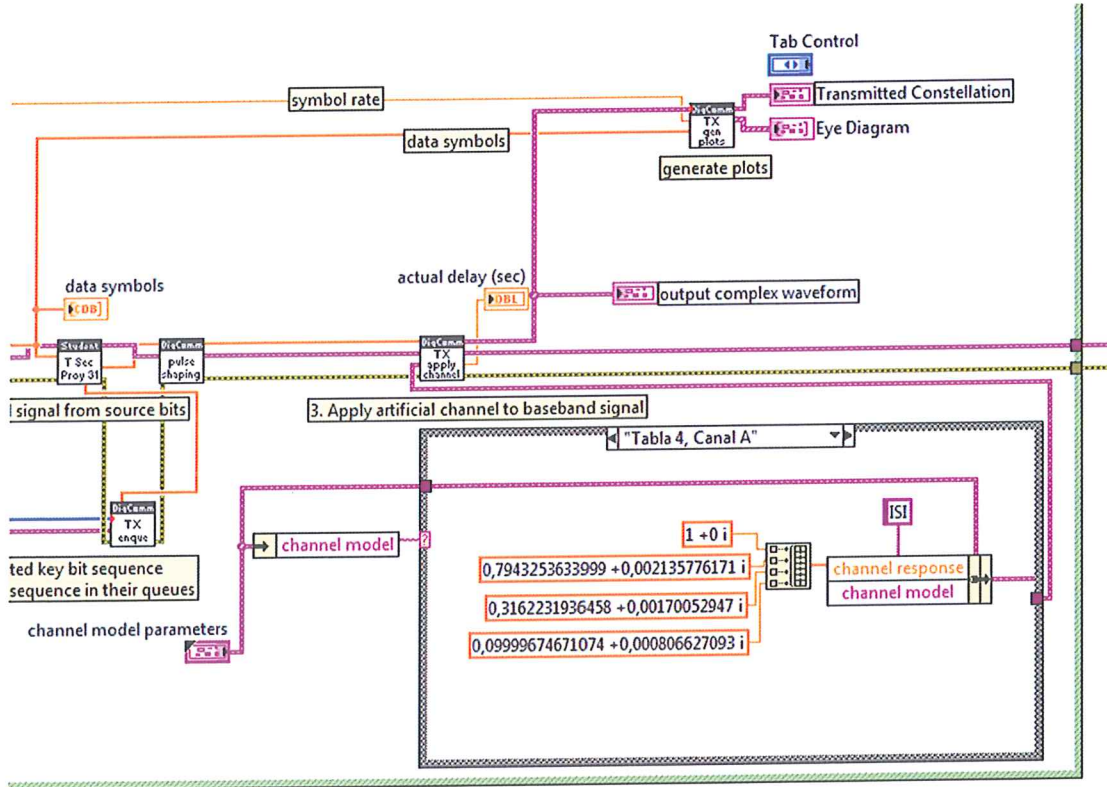 Tab Control
symbol rate
Transmitted Constellation
DigComm
TX
gen
plots
data symbols
Eye Diagram
generate plots
data symbols
[CDB]
actual delay (sec)
DBL
output complex waveform
Student
T Sec
Proy 31
DigComm
pulse
shaping
DigComm
TX
apply
channel
l signal from source bits
3. Apply artificial channel to baseband signal
"Tabla 4, Canal A"
DigComm
TX
enque
channel model
?
ISI
1 +0 i
0,7943253633999 +0,002135776171 i
0,3162231936458 +0,00170052947 i
0,09999674671074 +0,000806627093 i
channel response
channel model
ted key bit sequence
sequence in their queues
channel model parameters